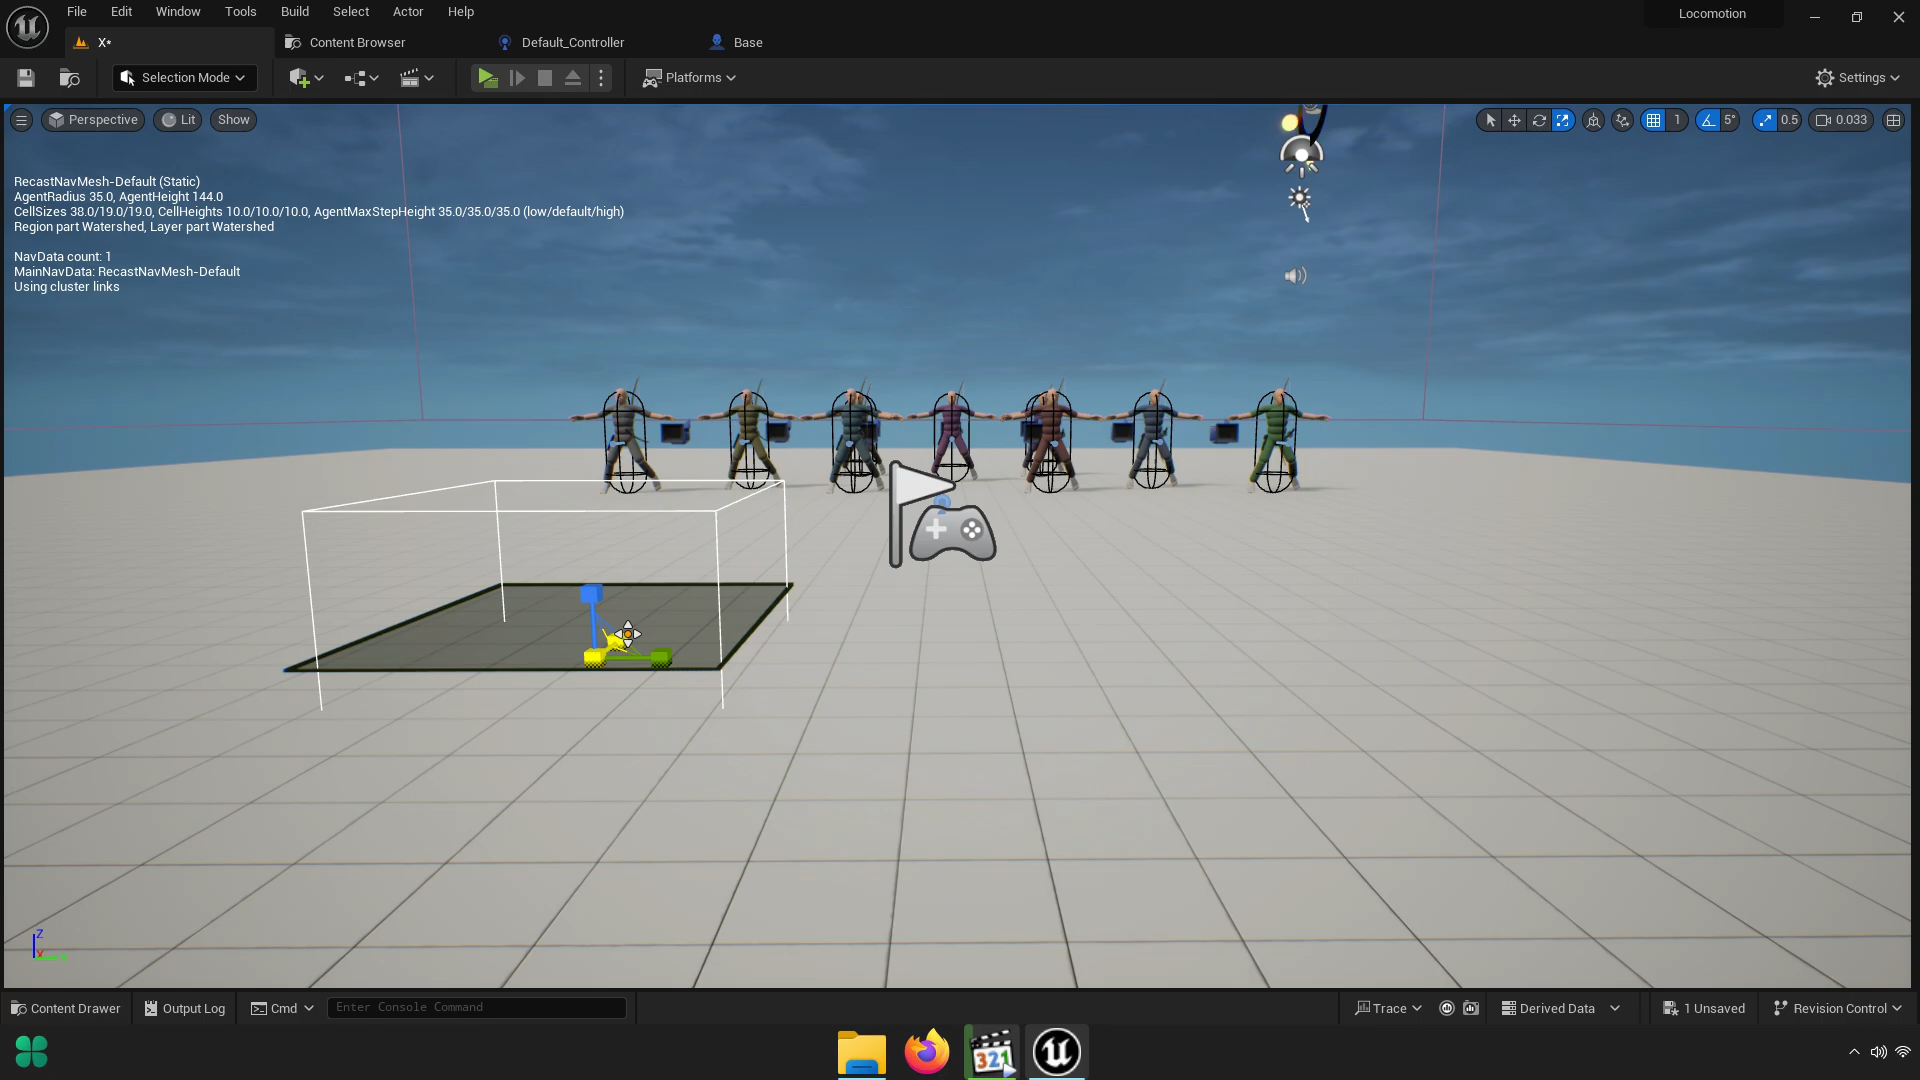 File Edit Window Tools Build Select Actor Help
Locomotion
X* Content Browser Default_Controller Base
Selection Mode Platforms Settings
Perspective Lit Show 1 5° 0.5 0.033
RecastNavMesh-Default (Static)
AgentRadius 35.0, AgentHeight 144.0
CellSizes 38.0/19.0/19.0, CellHeights 10.0/10.0/10.0, AgentMaxStepHeight 35.0/35.0/35.0 (low/default/high)
Region part Watershed, Layer part Watershed
NavData count: 1
MainNavData: RecastNavMesh-Default
Using cluster links
Z
X
Content Drawer Output Log Cmd Enter Console Command Trace Derived Data 1 Unsaved Revision Control
321